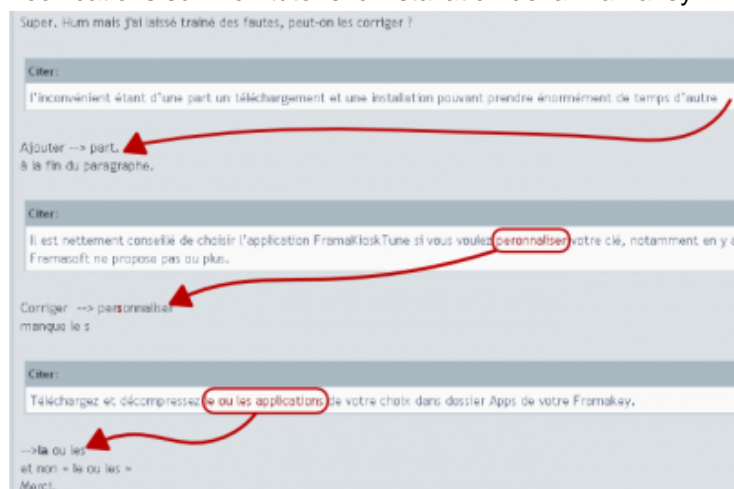 Super. Hum mais j'ai laissé trainé des fautes, peut-on les corriger ?
Citer:
l'inconvénient étant d'une part un téléchargement et une installation pouvant prendre énormément de temps d'autre
Ajouter --> part.
à la fin du paragraphe.
Citer:
Il est nettement conseillé de choisir l'application FramaKioskTune si vous voulez peronnaliser votre clé, notamment en y a
Framasoft ne propose pas ou plus.
Corriger --> personnaliser
manque le s
Citer:
Téléchargez et décompressez le ou les applications de votre choix dans dossier Apps de votre Framakey.
-->la ou les
et non « le ou les »
Merci.